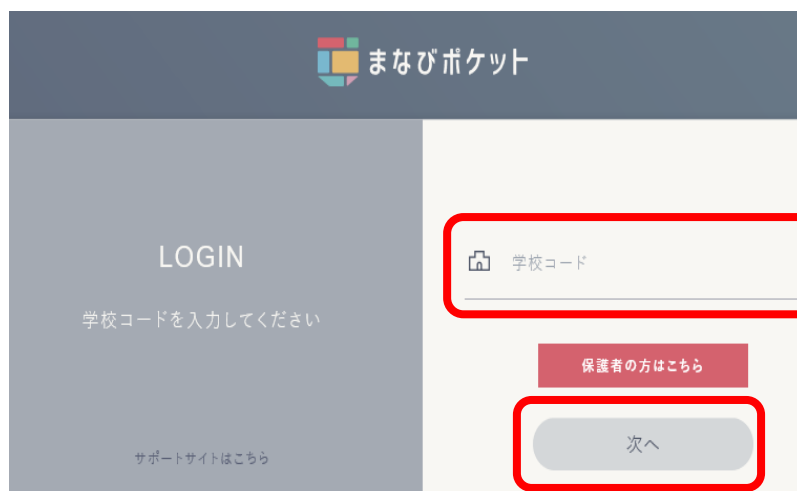 まなびポケット
LOGIN
学校コードを入力してください
サポートサイトはこちら
学校コード
保護者の方はこちら
次へ